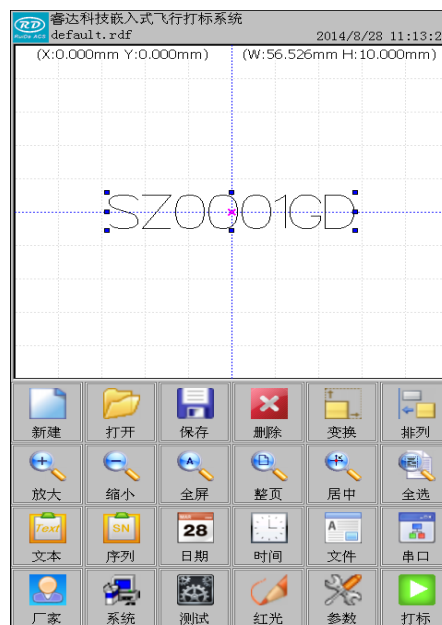 RD
RuiDa ACS
睿达科技嵌入式飞行打标系统
default.rdf
2014/8/28 11:13:2
(X:0.000mm Y:0.000mm)
(W:56.526mm H:10.000mm)
SZ0001GD
新建 打开 保存 删除 变换 排列
放大 缩小 全屏 整页 居中 全选
Text SN 28
文本 序列 日期 时间 文件 串口
厂家 系统 测试 红光 参数 打标